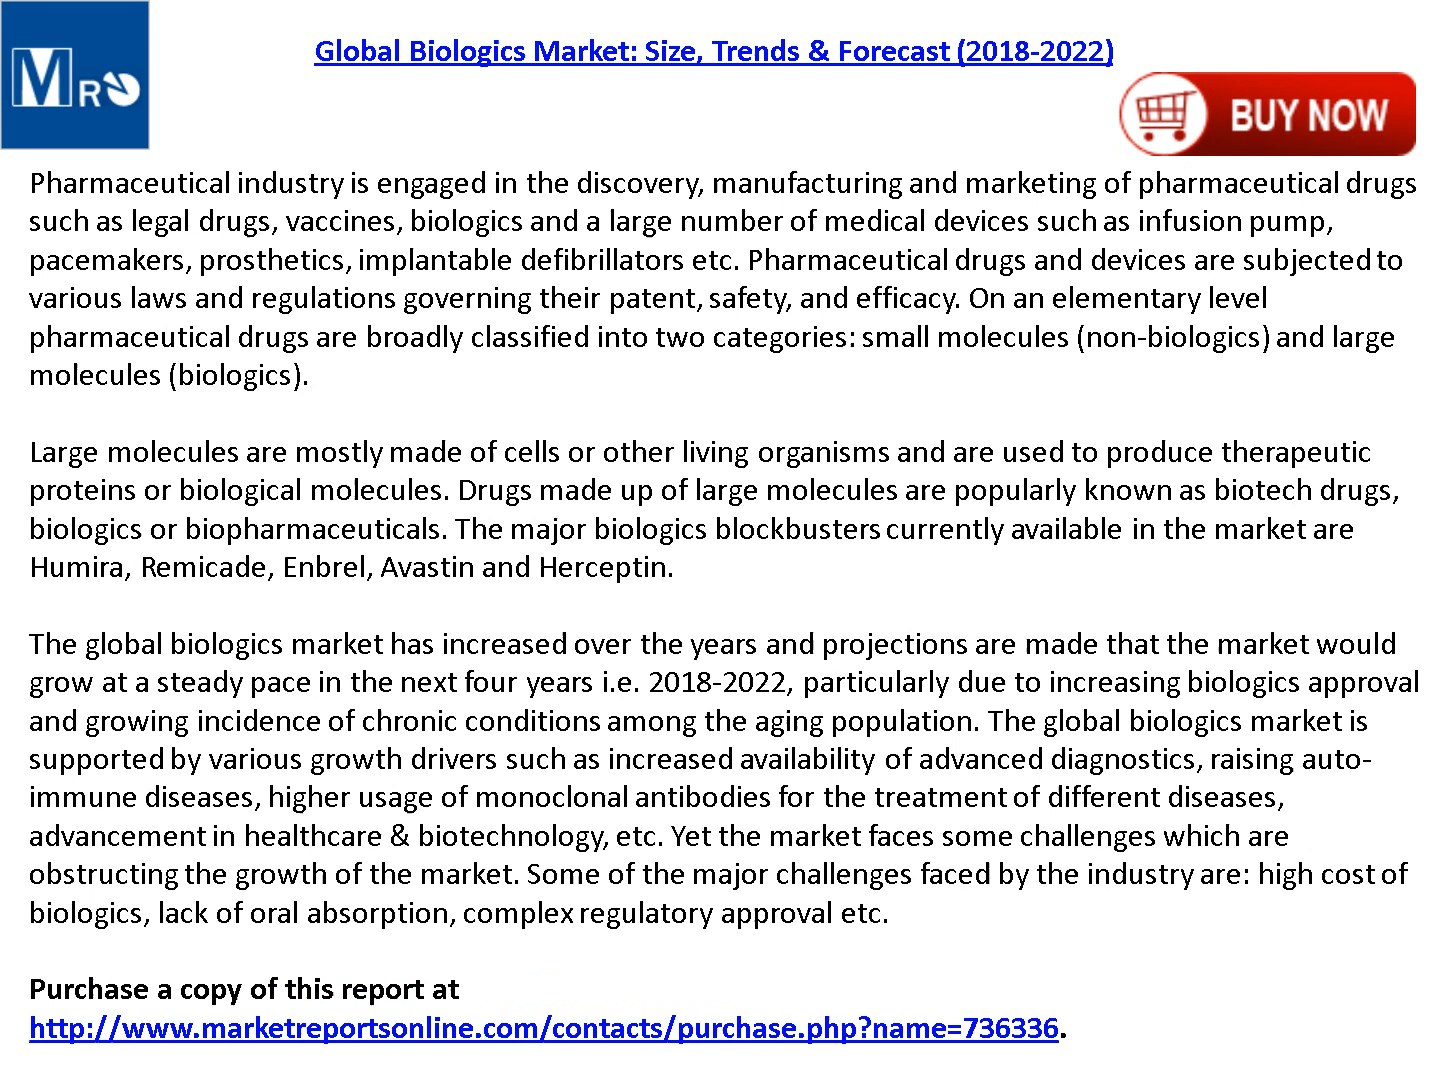 Global Biologics Market: Size, Trends & Forecast (2018-2022)
MRO
BUY NOW
Pharmaceutical industry is engaged in the discovery, manufacturing and marketing of pharmaceutical drugs
such as legal drugs, vaccines, biologics and a large number of medical devices such as infusion pump,
pacemakers, prosthetics, implantable defibrillators etc. Pharmaceutical drugs and devices are subjected to
various laws and regulations governing their patent, safety, and efficacy. On an elementary level
pharmaceutical drugs are broadly classified into two categories: small molecules (non-biologics) and large
molecules (biologics).
Large molecules are mostly made of cells or other living organisms and are used to produce therapeutic
proteins or biological molecules. Drugs made up of large molecules are popularly known as biotech drugs,
biologics or biopharmaceuticals. The major biologics blockbusters currently available in the market are
Humira, Remicade, Enbrel, Avastin and Herceptin.
The global biologics market has increased over the years and projections are made that the market would
grow at a steady pace in the next four years i.e. 2018-2022, particularly due to increasing biologics approval
and growing incidence of chronic conditions among the aging population. The global biologics market is
supported by various growth drivers such as increased availability of advanced diagnostics, raising auto-
immune diseases, higher usage of monoclonal antibodies for the treatment of different diseases,
advancement in healthcare & biotechnology, etc. Yet the market faces some challenges which are
obstructing the growth of the market. Some of the major challenges faced by the industry are: high cost of
biologics, lack of oral absorption, complex regulatory approval etc.
Purchase a copy of this report at
http://www.marketreportsonline.com/contacts/purchase.php?name=736336.